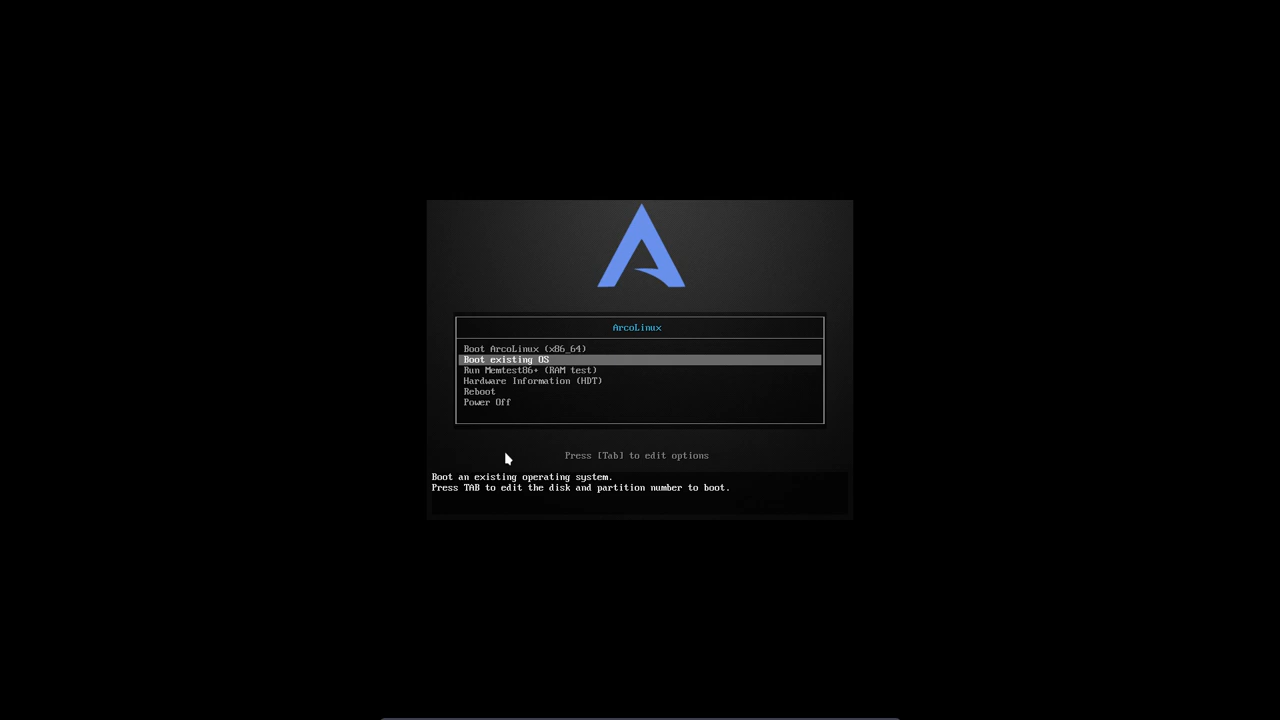 ArcoLinux
Boot ArcoLinux (x86_64)
Boot existing OS
Run Memtest86+ (RAM test)
Hardware Information (HDT)
Reboot
Power Off
Press [Tab] to edit options
Boot an existing operating system.
Press TAB to edit the disk and partition number to boot.